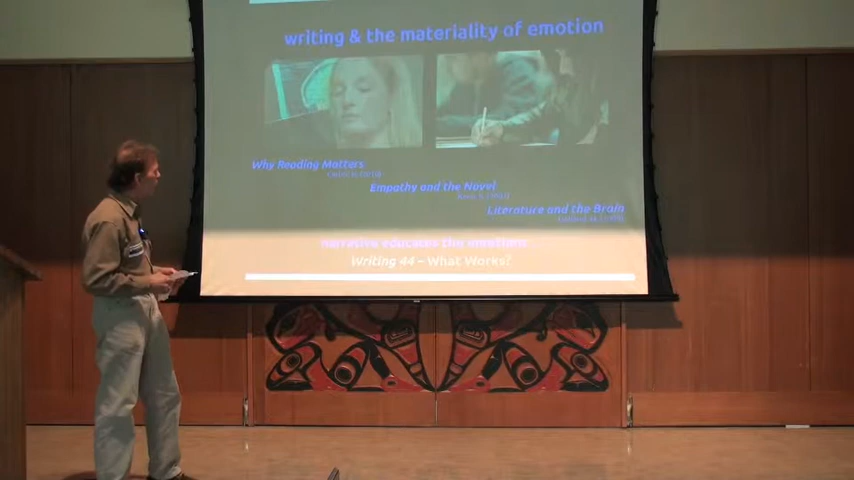 writing & the materiality of emotion
Why Reading Matters
Empathy and the Novel
Literature and the Brain
narrative educates the emotions
Writing 44 – What Works?